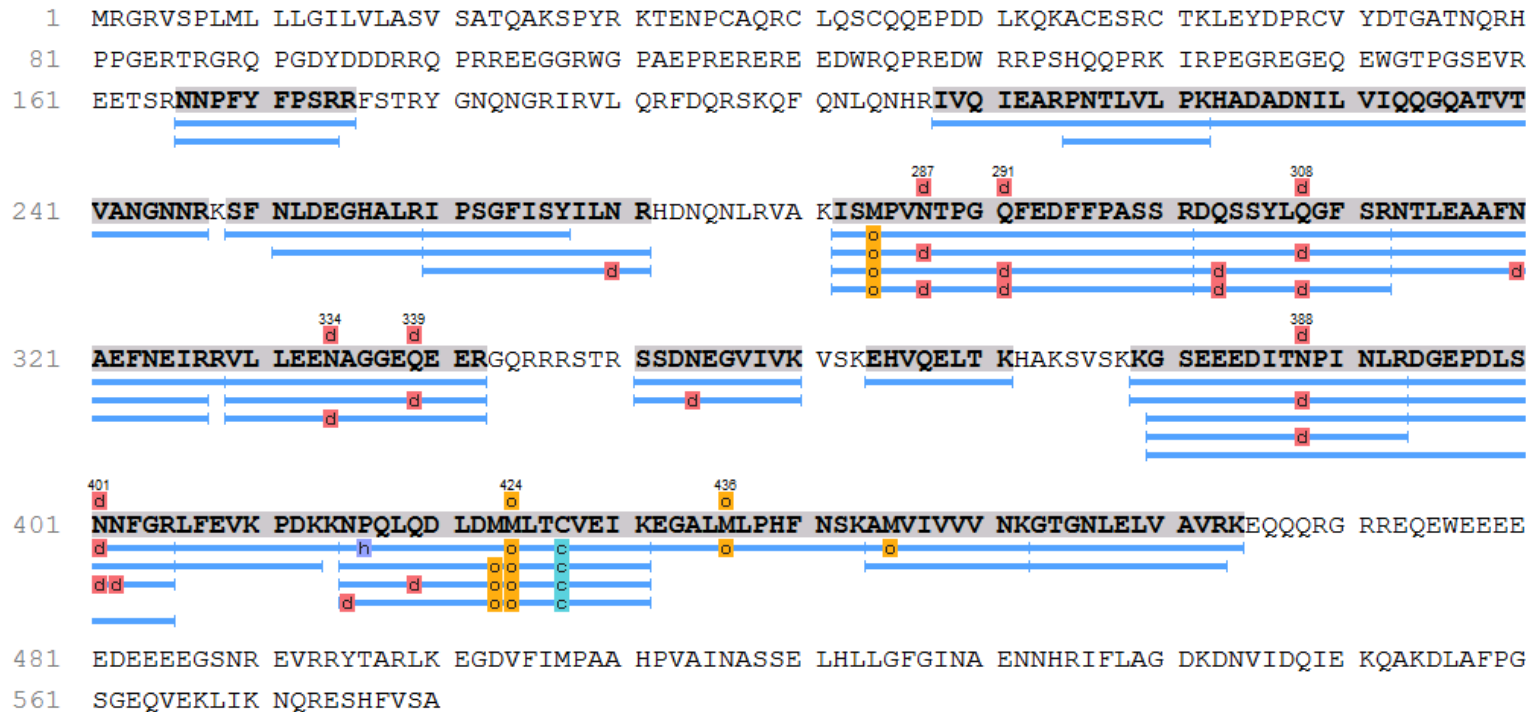 1 MRGRVSPLML LLGILVLASV SATQAKSPYR KTENPCAQRC LQSCQQEPDD LKQKACESRC TKLEYDPRCV YDTGATNQRH
81 PPGERTRGRQ PGDYDDDRRQ PRREEGGRWG PAEPREREREE EDWRQPREDW RRPSHQQPRK IRPEGREGEQ EWGTPGSEVR
161 EETSRNNPFY FPSRRFSTRY GNQNGRIRVL QRFDQRSKQF QNLQNHRIVQ IEARPNTLVL PKHADADNIL VIQQGQATVT
287 291 308
d d d
241 VANGNNRKSF NLDEGHALRI PSGFISYILN RHDNQNLRVA KISMPVNTPG QFEDFFPASS RDQSSYLQGF SRNTLEAAFN
o
o d d
d o d d d
o d d d d
334 339 388
d d d
321 AEFNEIRRVL LEENAGGEQE ERGQRRRSTR SSDNEGVIVK VSKEHVQELT KHAKSVSKKG SEEEDITNPI NLRDGEPDLS
d d d
d
d
401 424 436
d o o
401 NNFGRLFEVK PDKKNPQLQD LDMMLTCVEI KEGALMLPHF NSKAMVIVVV NKGTGNLELV AVRKEQQQRG RREQEWEEEE
d h o c o o
o o c
d d d o o c
d o o c
481 EDEEEEGSNR EVRRYTARLK EGDVFIMPAA HPVAINASSE LHLLGFGINA ENNHRIFLAG DKDNVIDQIE KQAKDLAFPG
561 SGEQVEKLIK NQRESHFVSA